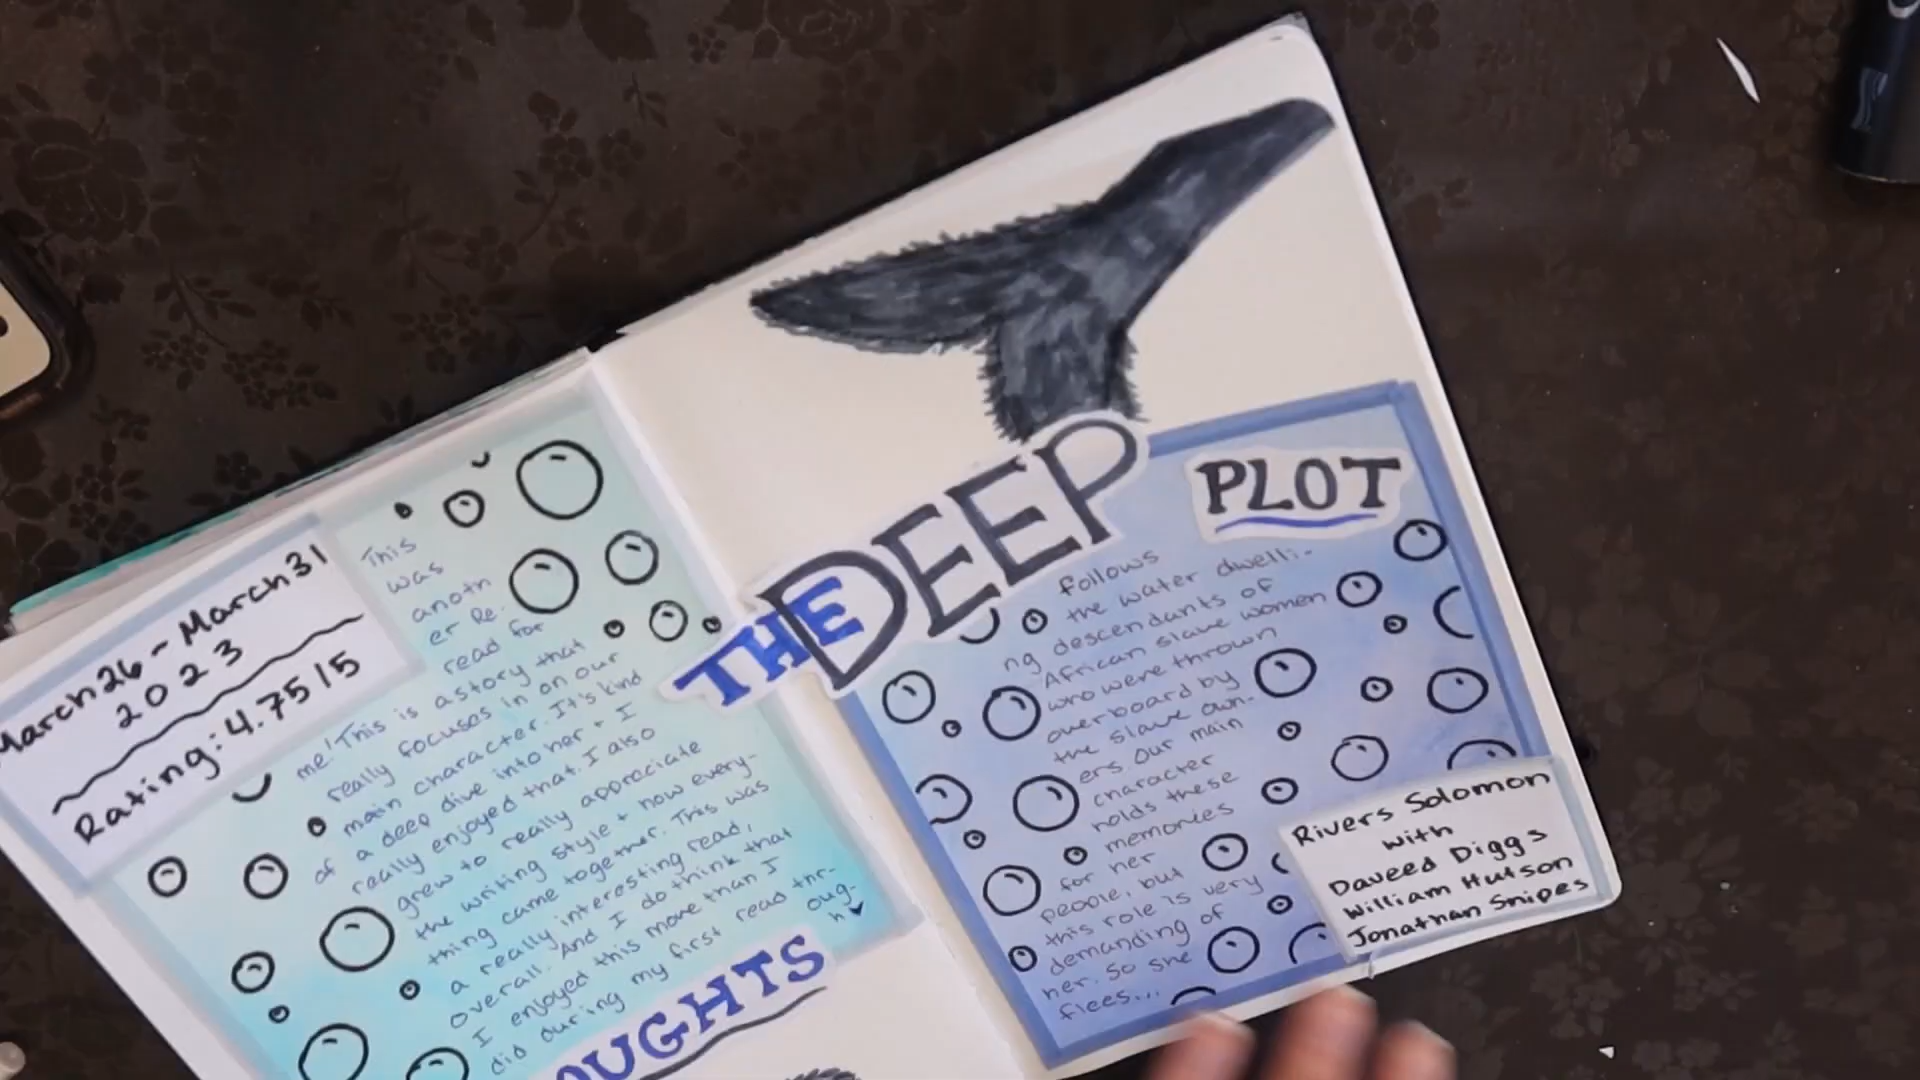 March 26 - March 31
2023
Rating: 4.75/5
This
was
anoth
er Re-
read for
me! This is a story that
really focuses in on our
main character. It's kind
of a deep dive into her + I
really enjoyed that. I also
grew to really appreciate
the writing style + how every-
thing came together. This was
a really interesting read,
overall. And I do think that
I enjoyed this more than I
did during my first read thr-
oug-
h
OUGHTS
THE DEEP
PLOT
follows
the water dwelli-
ng descendants of
African slave women
who were thrown
overboard by
the slave own-
ers. Our main
character
holds these
memories
for her
people, but
this role is very
demanding of
her. So she
flees...
Rivers Solomon
with
Daveed Diggs
William Hutson
Jonathan Snipes